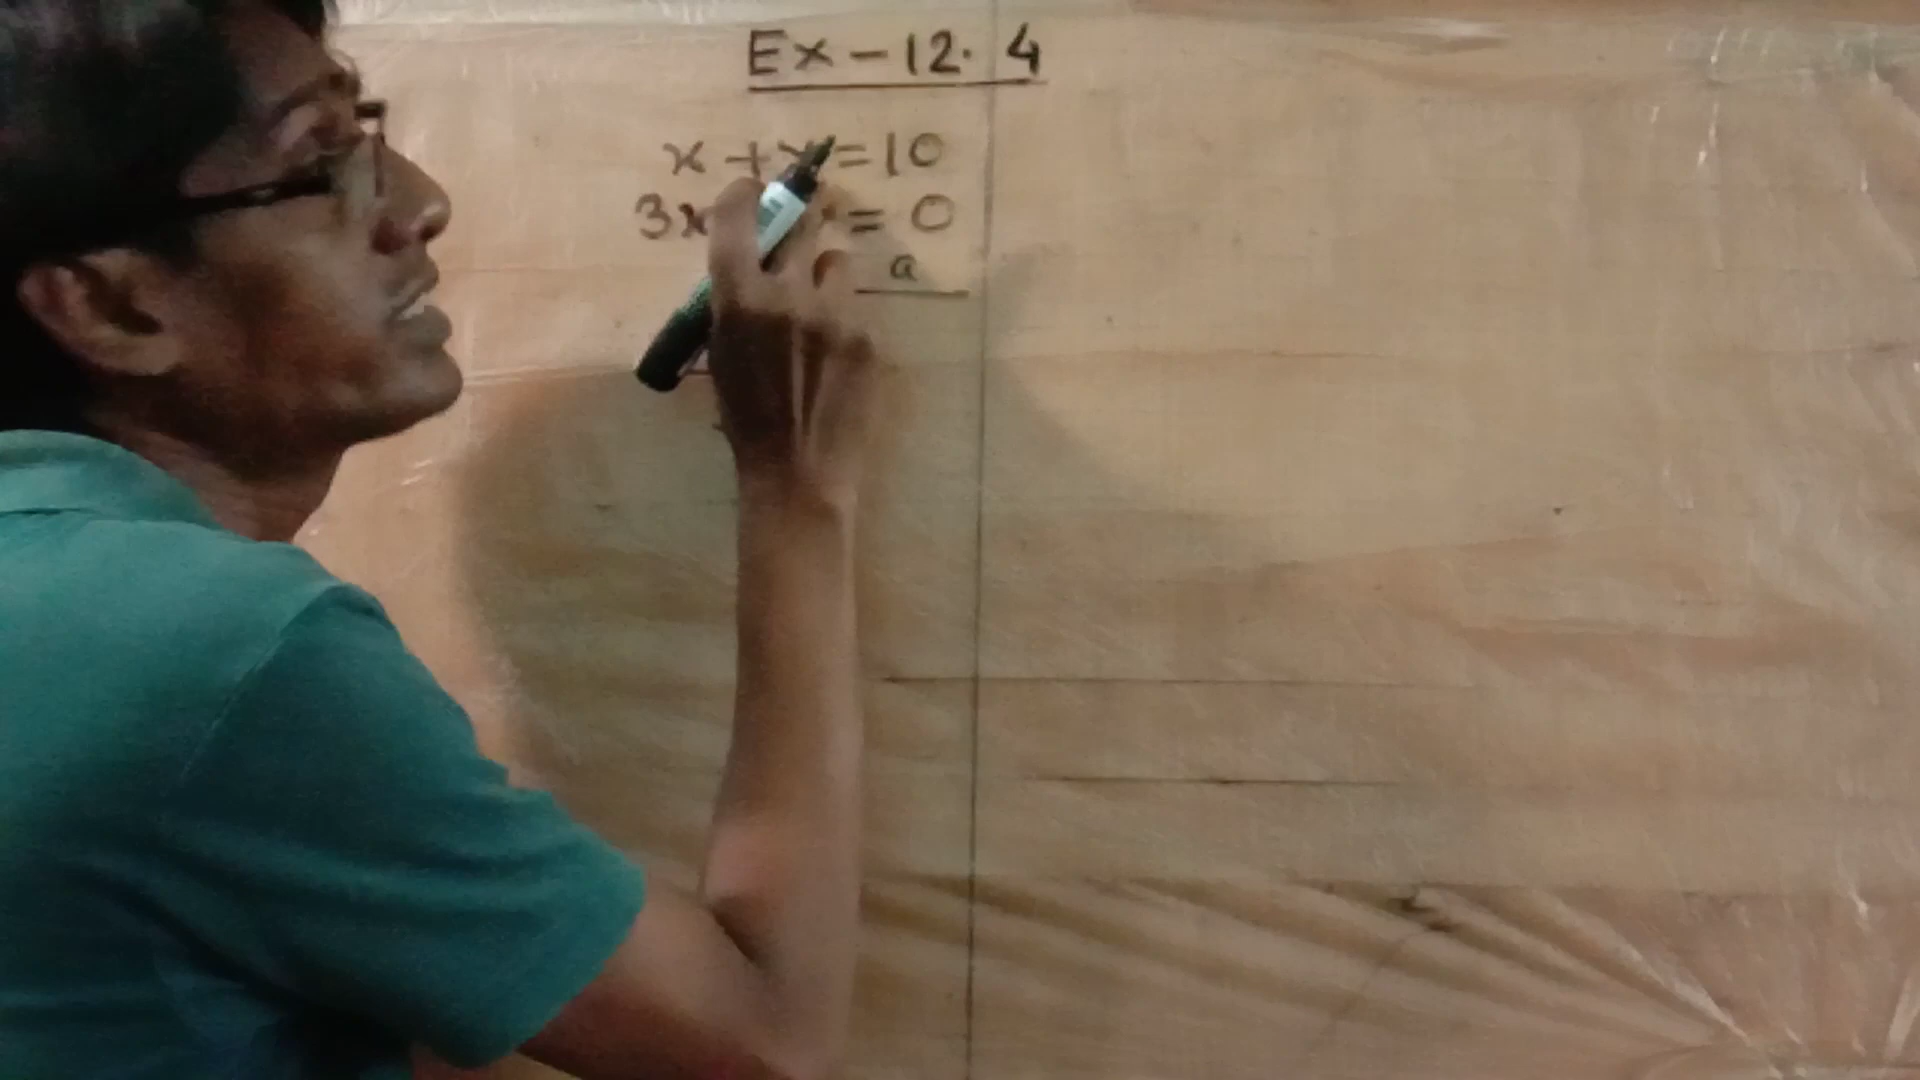 Ex-12.4
x + y = 10
3x = 0
a